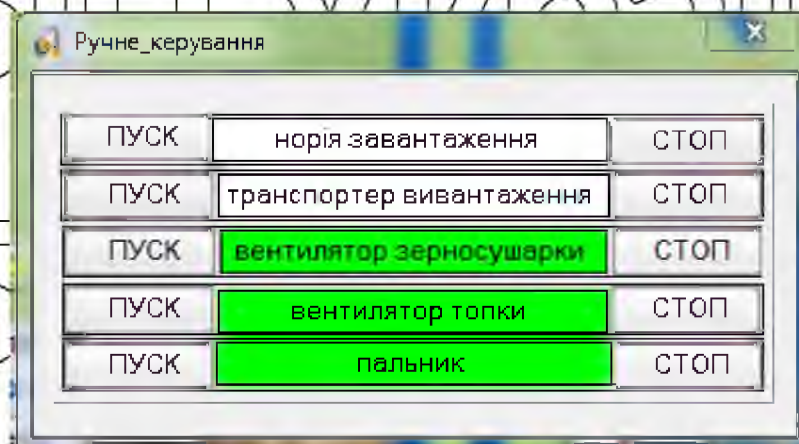 Ручне_керування
ПУСК норія завантаження СТОП
ПУСК транспортер вивантаження СТОП
ПУСК вентилятор зерносушарки СТОП
ПУСК вентилятор топки СТОП
ПУСК пальник СТОП